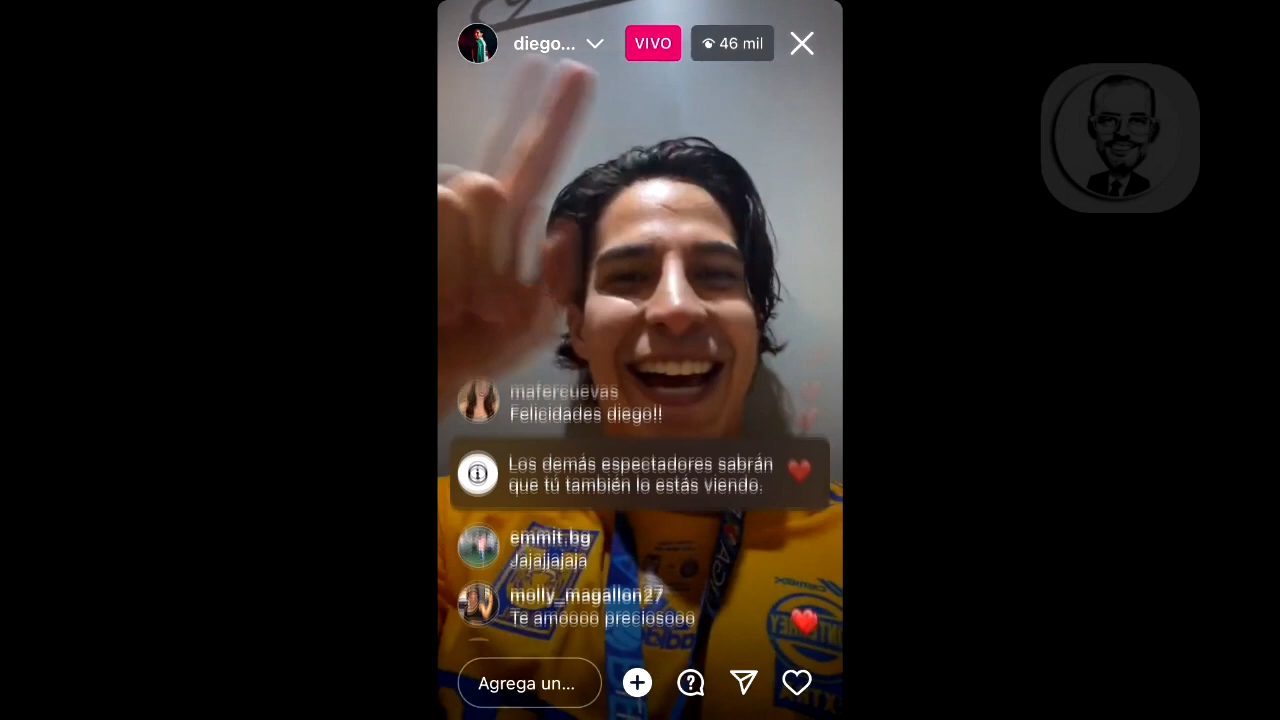 diego...
VIVO
46 mil
mafercuevas
Felicidades diego!!
Los demás espectadores sabrán
que tú también lo estás viendo.
emmit.bg
Jajajjajaja
molly_magallon27
Te amoooo preciosooo
Agrega un...